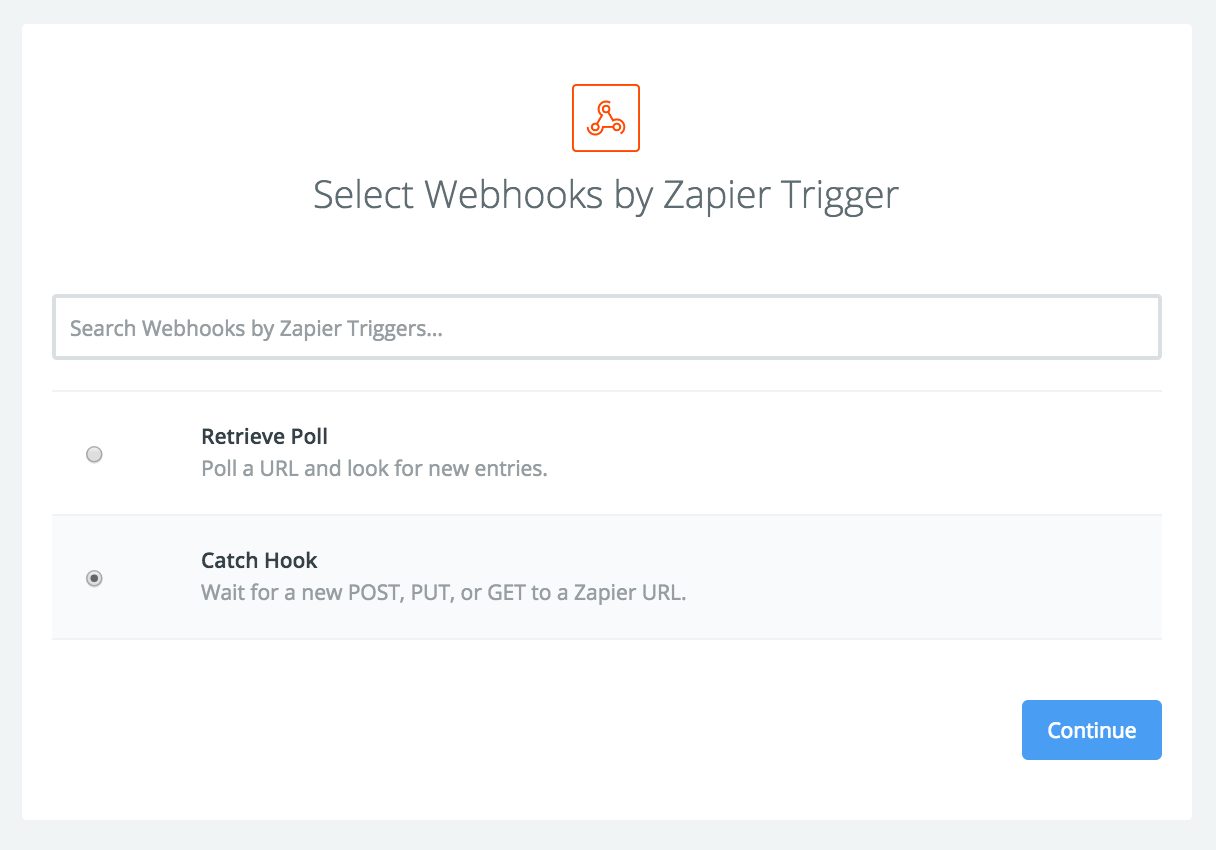 Select Webhooks by Zapier Trigger
Search Webhooks by Zapier Triggers...
Retrieve Poll
Poll a URL and look for new entries.
Catch Hook
Wait for a new POST, PUT, or GET to a Zapier URL.
Continue